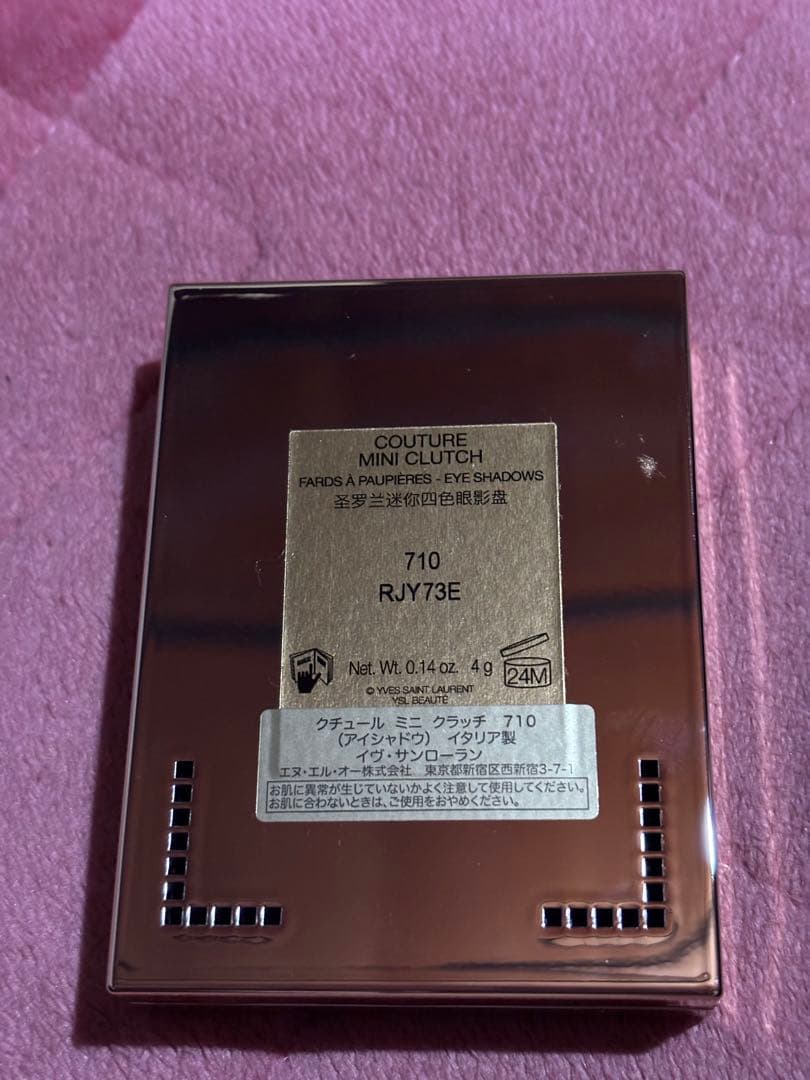 COUTURE
MINI CLUTCH
FARDS À PAUPIÈRES - EYE SHADOWS
圣罗兰迷你四色眼影盘
710
RJY73E
Net. Wt. 0.14 oz. 4 g
24M
© YVES SAINT LAURENT
YSL BEAUTÉ
クチュール ミニ クラッチ 710
(アイシャドウ) イタリア製
イヴ・サンローラン
エヌ・エル・オー株式会社 東京都新宿区西新宿3-7-1
お肌に異常が生じていないかよく注意して使用してください。
お肌に合わないときは、ご使用をおやめください。